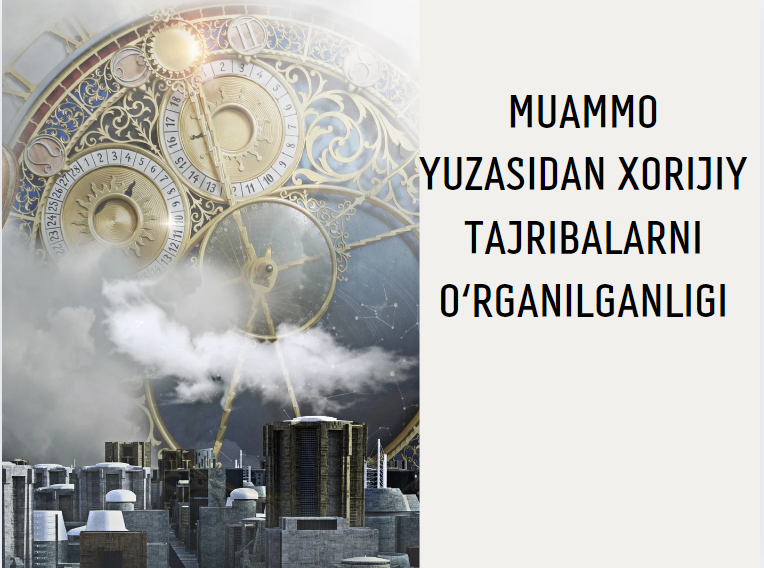 MUAMMO
YUZASIDAN XORIJIY
TAJRIBALARNI
O‘RGANILGANLIGI